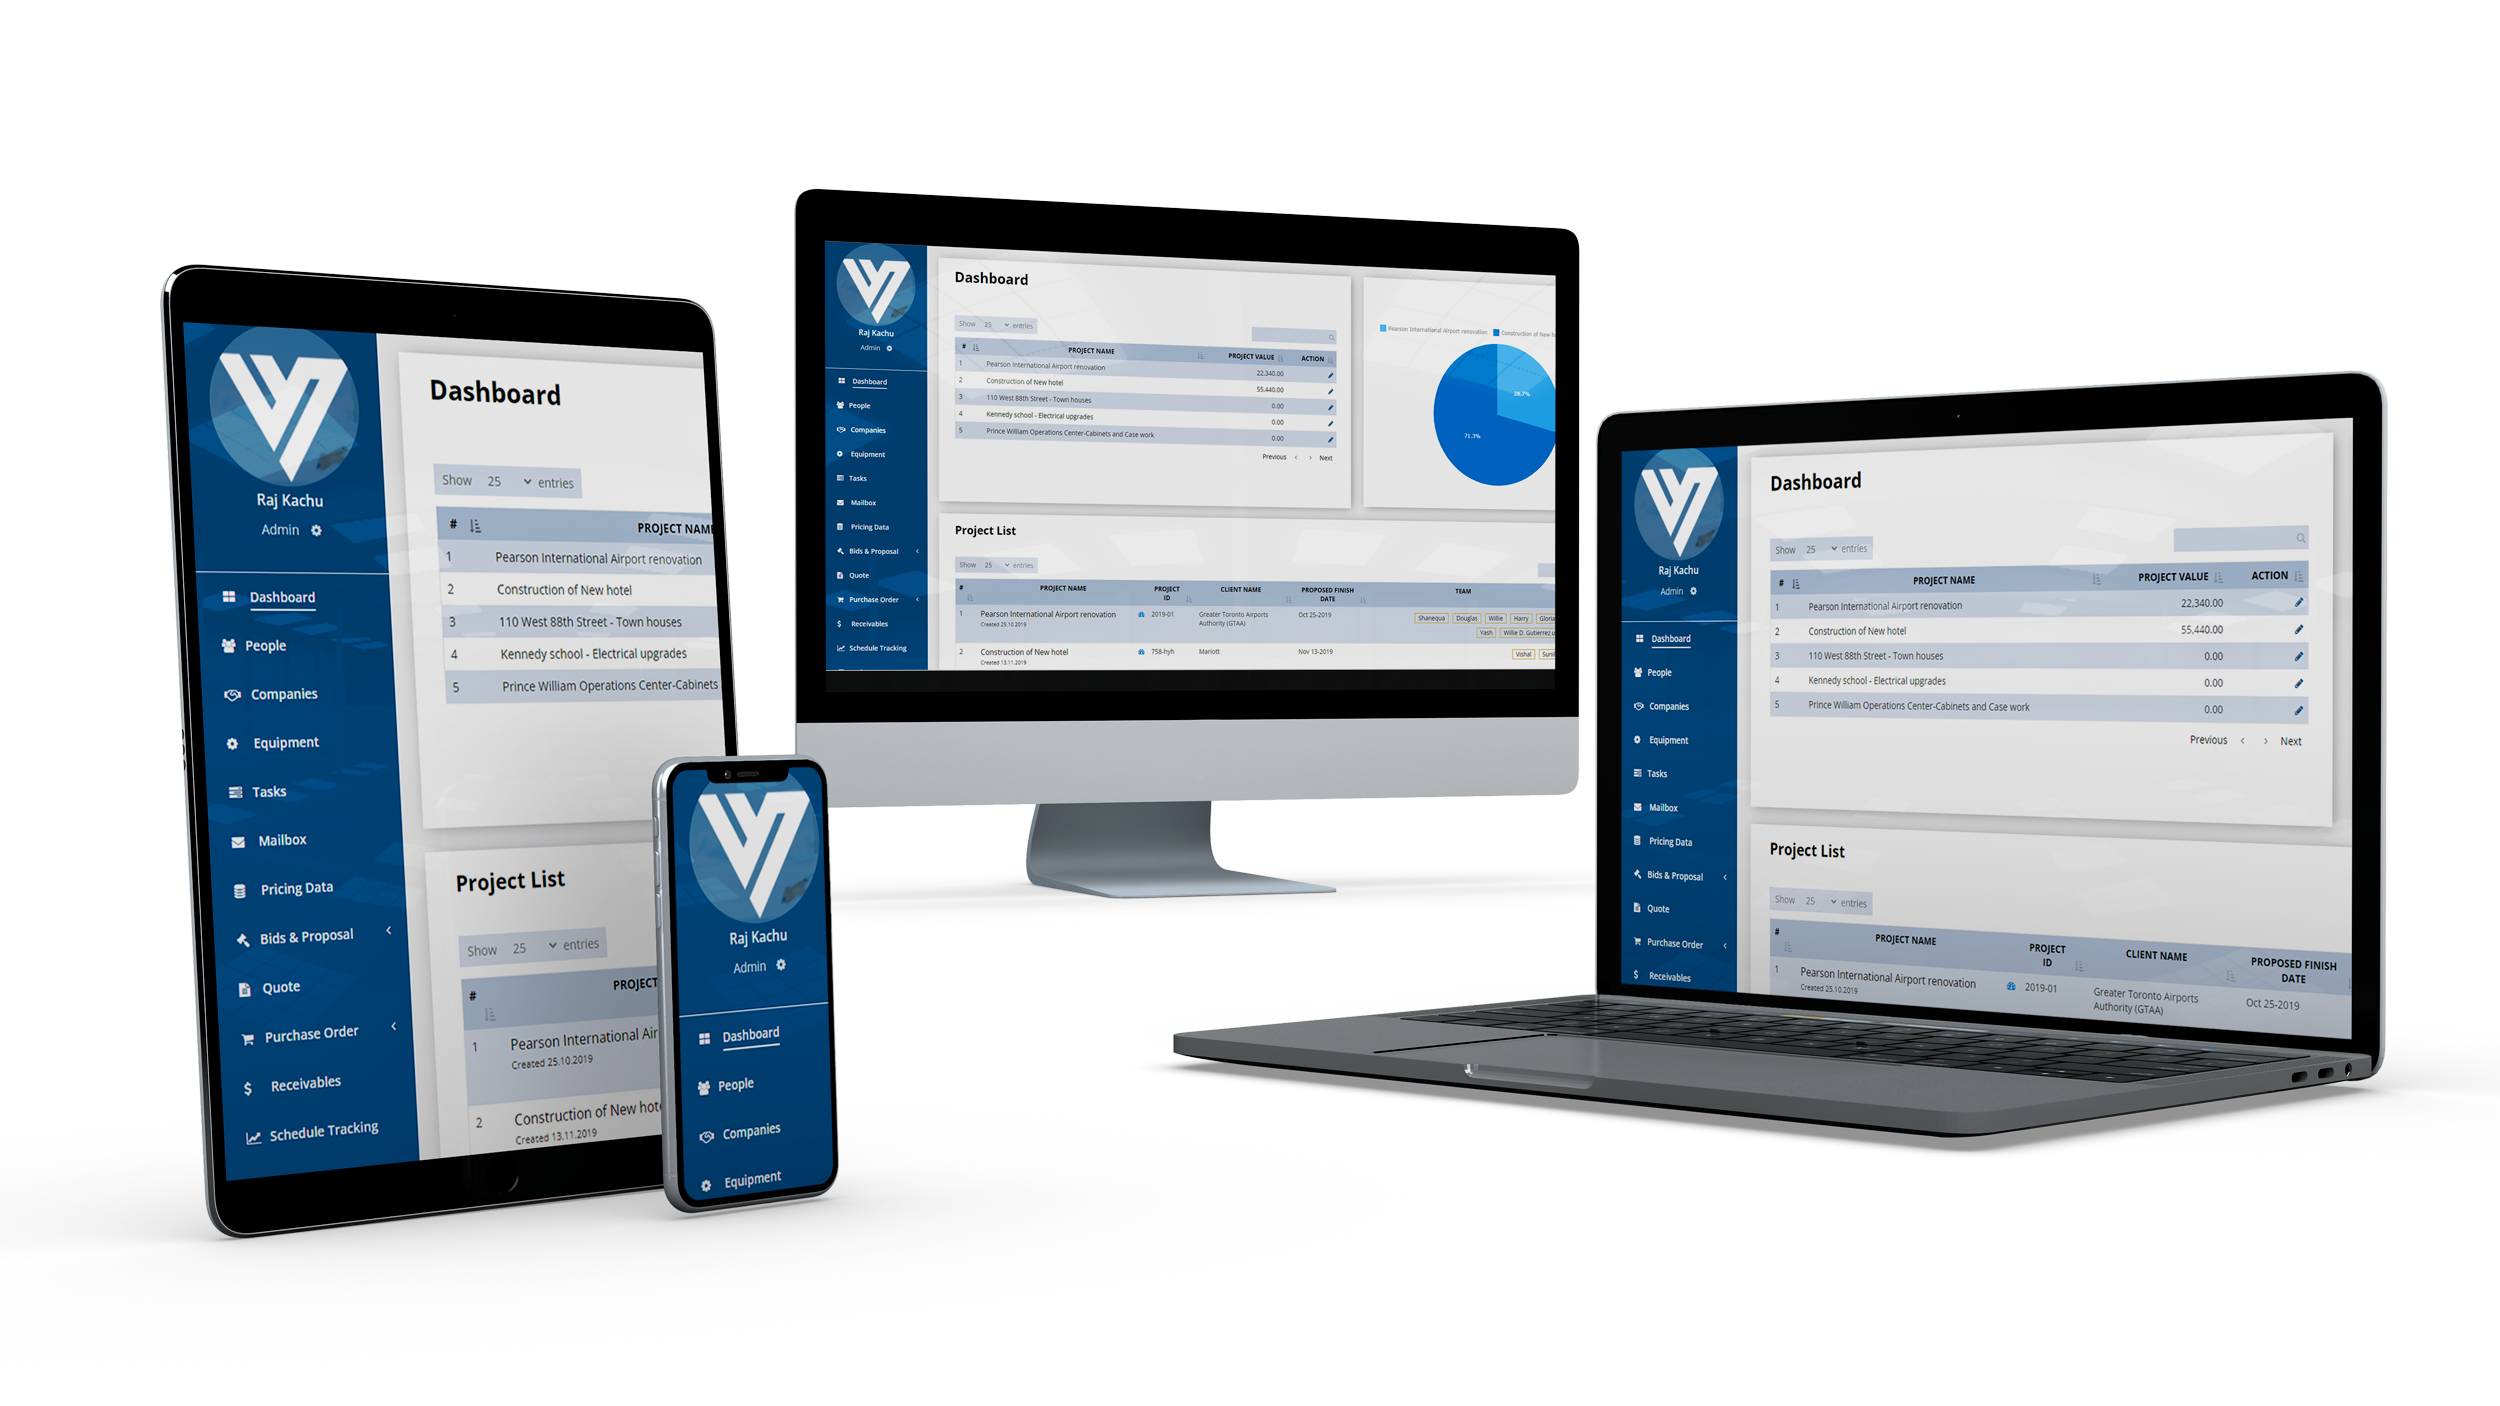 Raj Kachu
Admin
Dashboard
People
Companies
Equipment
Tasks
Mailbox
Pricing Data
Bids & Proposal
Quote
Purchase Order
Receivables
Schedule Tracking
Dashboard
Show 25 entries
# PROJECT NAME
1 Pearson International Airport renovation
2 Construction of New hotel
3 110 West 88th Street - Town houses
4 Kennedy school - Electrical upgrades
5 Prince William Operations Center-Cabinets
Project List
Show 25 entries
# PROJECT
1 Pearson International Air
Created 25.10.2019
2 Construction of New hote
Created 13.11.2019
Raj Kachu
Admin
Dashboard
People
Companies
Equipment
Raj Kachu
Admin
Dashboard
People
Companies
Equipment
Tasks
Mailbox
Pricing Data
Bids & Proposal
Quote
Purchase Order
Receivables
Schedule Tracking
Dashboard
Show 25 entries
# PROJECT NAME PROJECT VALUE ACTION
1 Pearson International Airport renovation 22,340.00
2 Construction of New hotel 55,440.00
3 110 West 88th Street - Town houses 0.00
4 Kennedy school - Electrical upgrades 0.00
5 Prince William Operations Center-Cabinets and Case work 0.00
Previous ‹ › Next
Pearson International Airport renovation Construction of New h
28.7%
71.3%
Project List
Show 25 entries
# PROJECT NAME PROJECT ID CLIENT NAME PROPOSED FINISH DATE TEAM
1 Pearson International Airport renovation 2019-01 Greater Toronto Airports Authority (GTAA) Oct 25-2019 Shanequa Douglas Willie Harry Gloria
Created 25.10.2019 Yash Willie D. Gutierrez u
2 Construction of New hotel 758-hyh Mariott Nov 13-2019 Vishal Sunil
Created 13.11.2019
Raj Kachu
Admin
Dashboard
People
Companies
Equipment
Tasks
Mailbox
Pricing Data
Bids & Proposal
Quote
Purchase Order
Receivables
Dashboard
Show 25 entries
# PROJECT NAME PROJECT VALUE ACTION
1 Pearson International Airport renovation 22,340.00
2 Construction of New hotel 55,440.00
3 110 West 88th Street - Town houses 0.00
4 Kennedy school - Electrical upgrades 0.00
5 Prince William Operations Center-Cabinets and Case work 0.00
Previous ‹ › Next
Project List
Show 25 entries
# PROJECT NAME PROJECT ID CLIENT NAME PROPOSED FINISH DATE
1 Pearson International Airport renovation 2019-01 Greater Toronto Airports Authority (GTAA) Oct 25-2019
Created 25.10.2019